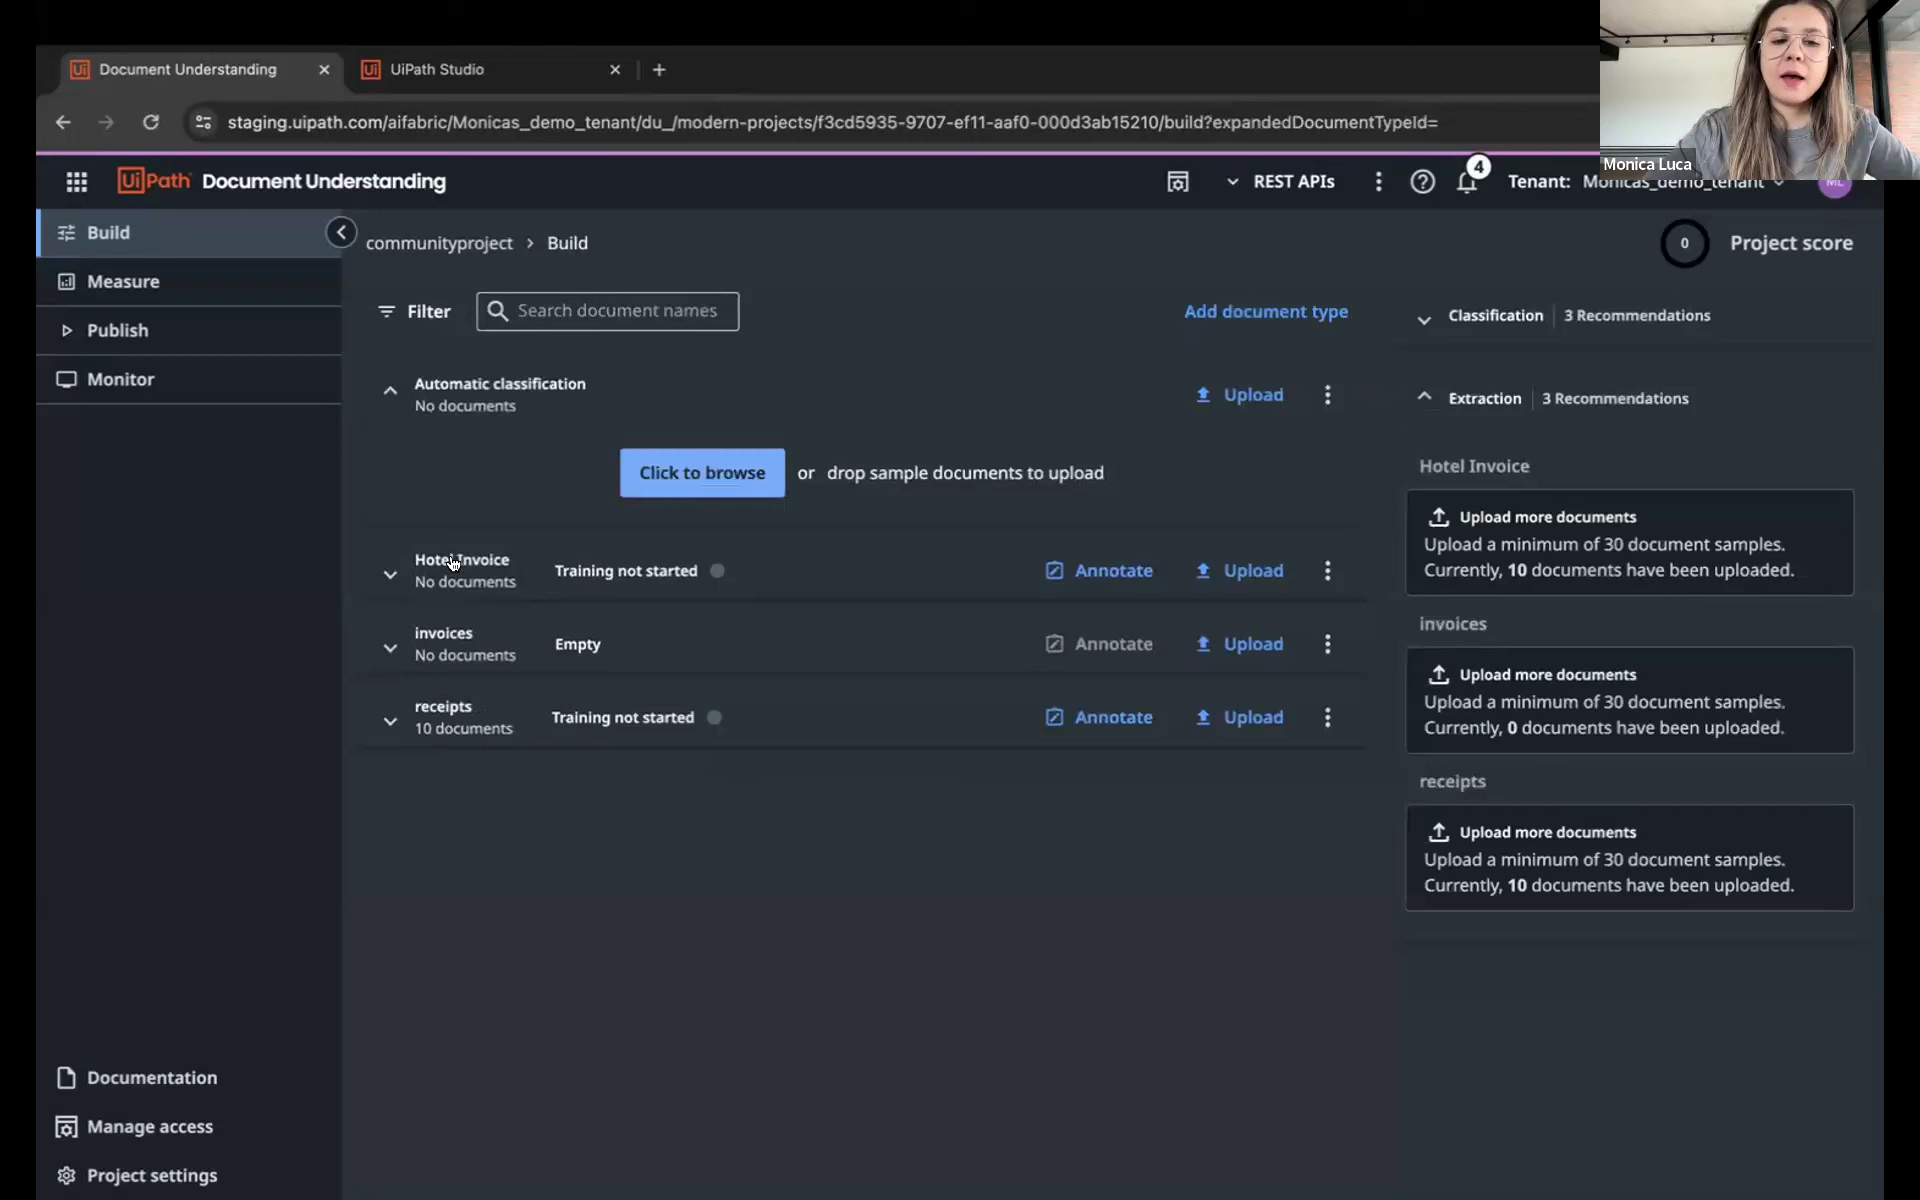 Document Understanding
UiPath Studio
staging.uipath.com/aifabric/Monicas_demo_tenant/du_/modern-projects/f3cd5935-9707-ef11-aaf0-000d3ab15210/build?expandedDocumentTypeId=
Monica Luca
UiPath Document Understanding
REST APIs
4
Tenant: Monicas_demo_tenant
ML
Build
Measure
Publish
Monitor
communityproject > Build
0 Project score
Filter
Search document names
Add document type
Automatic classification
No documents
Upload
Click to browse or drop sample documents to upload
Hotel Invoice
No documents
Training not started
Annotate
Upload
invoices
No documents
Empty
Annotate
Upload
receipts
10 documents
Training not started
Annotate
Upload
Classification 3 Recommendations
Extraction 3 Recommendations
Hotel Invoice
Upload more documents
Upload a minimum of 30 document samples.
Currently, 10 documents have been uploaded.
invoices
Upload more documents
Upload a minimum of 30 document samples.
Currently, 0 documents have been uploaded.
receipts
Upload more documents
Upload a minimum of 30 document samples.
Currently, 10 documents have been uploaded.
Documentation
Manage access
Project settings